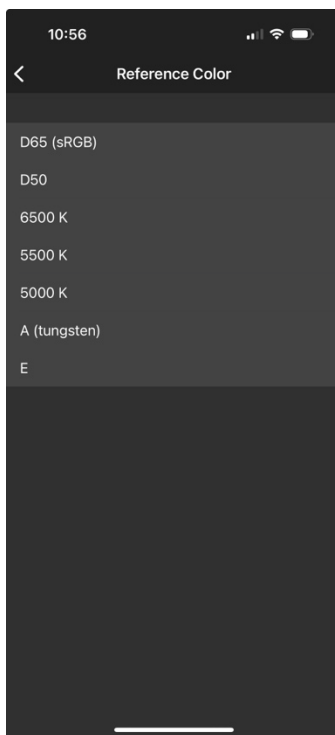 10:56
Reference Color
D65 (sRGB)
D50
6500 K
5500 K
5000 K
A (tungsten)
E